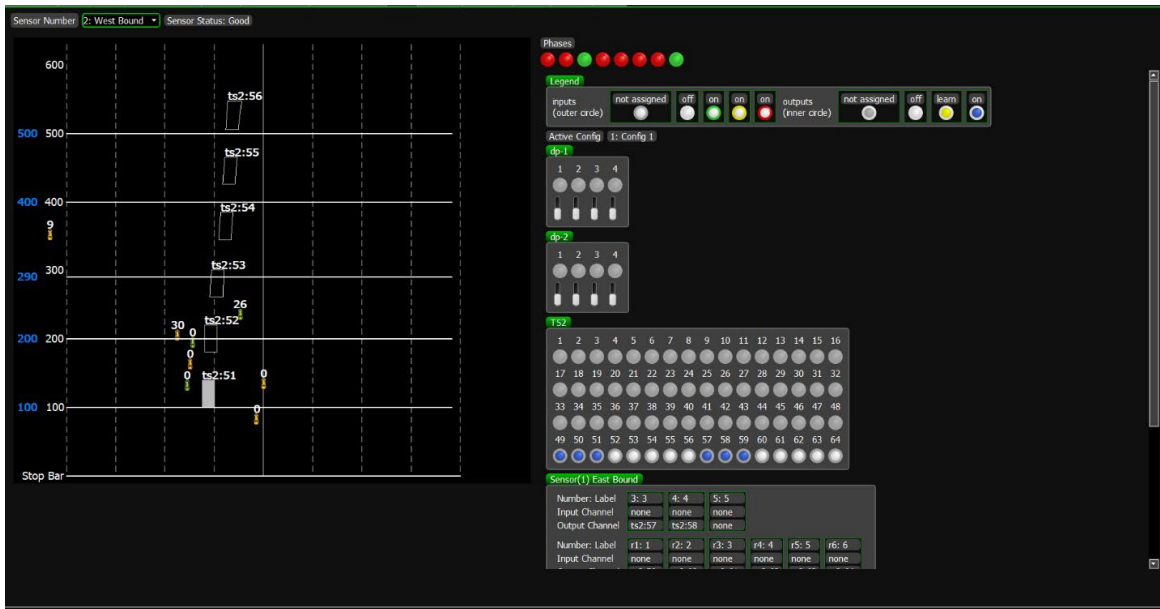 Sensor Number 2: West Bound Sensor Status: Good
600
ts2:56
500 500
ts2:55
400 400
ts2:54
9
ts2:53
290 300
26
30 0 ts2:52
200 200
0
0 ts2:51 0
100 100
0
Stop Bar
Phases
Legend
inputs (outer circle) not assigned off on on on outputs (inner circle) not assigned off learn on
Active Config 1: Config 1
dp-1
1 2 3 4
dp-2
1 2 3 4
TS2
1 2 3 4 5 6 7 8 9 10 11 12 13 14 15 16
17 18 19 20 21 22 23 24 25 26 27 28 29 30 31 32
33 34 35 36 37 38 39 40 41 42 43 44 45 46 47 48
49 50 51 52 53 54 55 56 57 58 59 60 61 62 63 64
Sensor(1) East Bound
Number: Label 3: 3 4: 4 5: 5
Input Channel none none none
Output Channel ts2:57 ts2:58 none
Number: Label r1: 1 r2: 2 r3: 3 r4: 4 r5: 5 r6: 6
Input Channel none none none none none none